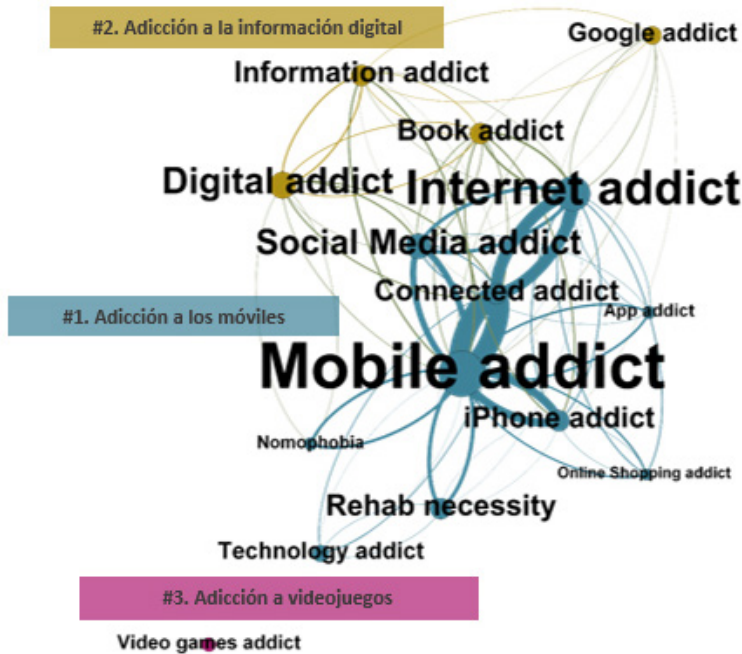 #2. Adicción a la información digital
Google addict
Information addict
Book addict
Digital addict
Internet addict
Social Media addict
Connected addict
App addict
#1. Adicción a los móviles
Mobile addict
iPhone addict
Nomophobia
Online Shopping addict
Rehab necessity
Technology addict
#3. Adicción a videojuegos
Video games addict